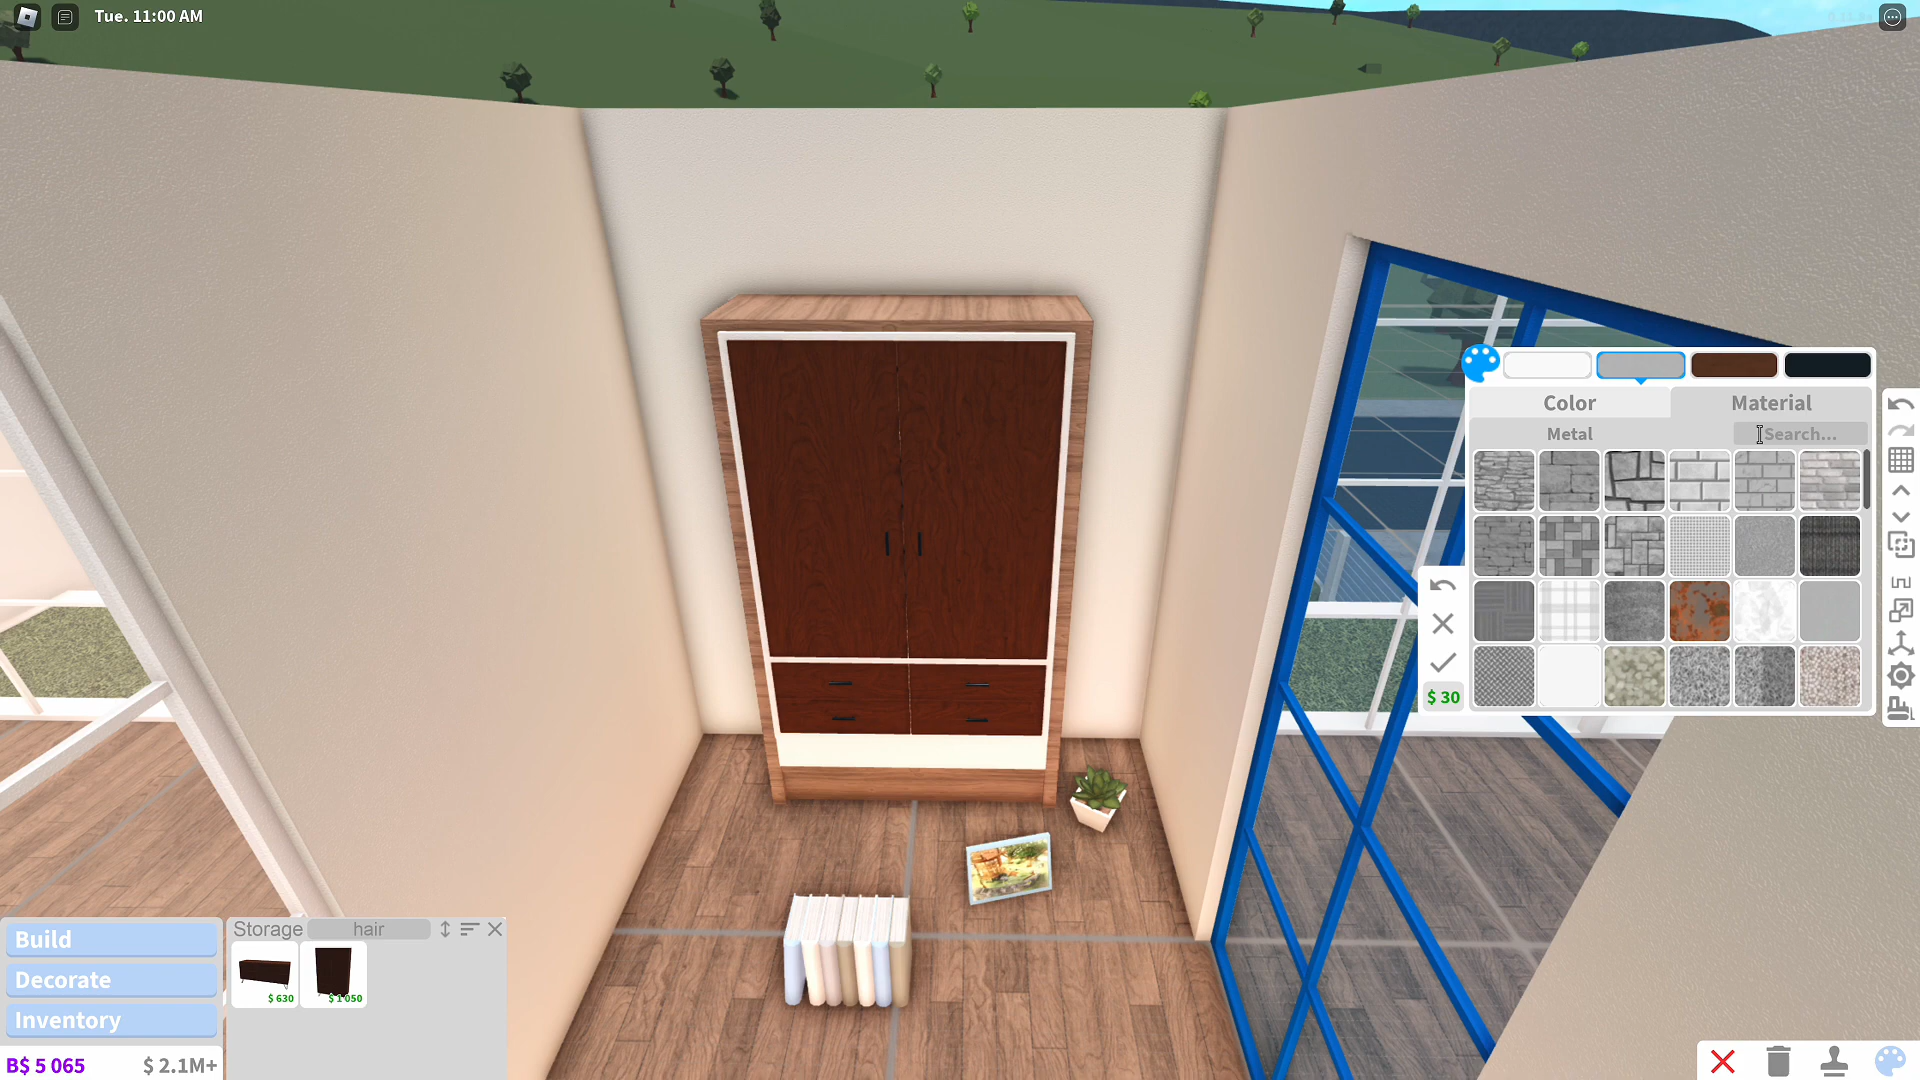 Tue. 11:00 AM
Color
Material
Metal
Search...
$ 30
Build
Decorate
Inventory
B$ 5 065
$ 2.1M+
Storage
hair
$ 630
$ 1 050